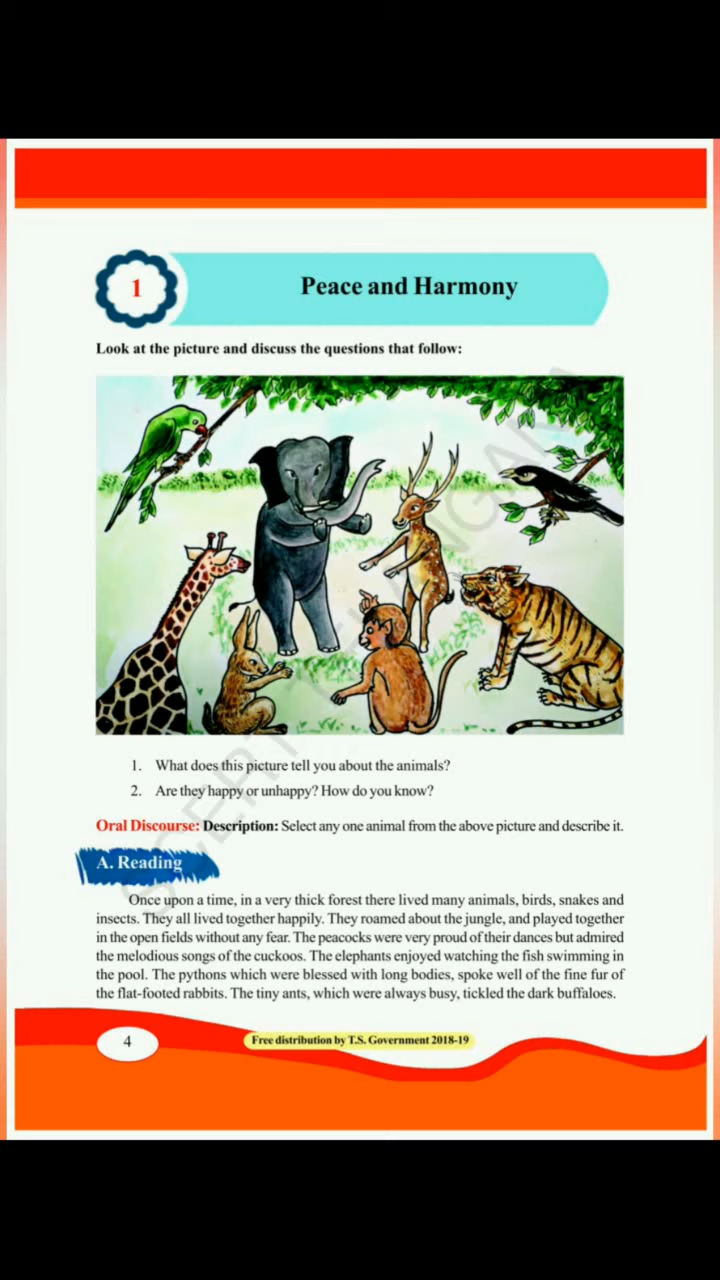 1
Peace and Harmony
Look at the picture and discuss the questions that follow:
1. What does this picture tell you about the animals?
2. Are they happy or unhappy? How do you know?
Oral Discourse: Description: Select any one animal from the above picture and describe it.
A. Reading
Once upon a time, in a very thick forest there lived many animals, birds, snakes and
insects. They all lived together happily. They roamed about the jungle, and played together
in the open fields without any fear. The peacocks were very proud of their dances but admired
the melodious songs of the cuckoos. The elephants enjoyed watching the fish swimming in
the pool. The pythons which were blessed with long bodies, spoke well of the fine fur of
the flat-footed rabbits. The tiny ants, which were always busy, tickled the dark buffaloes.
4
Free distribution by T.S. Government 2018-19